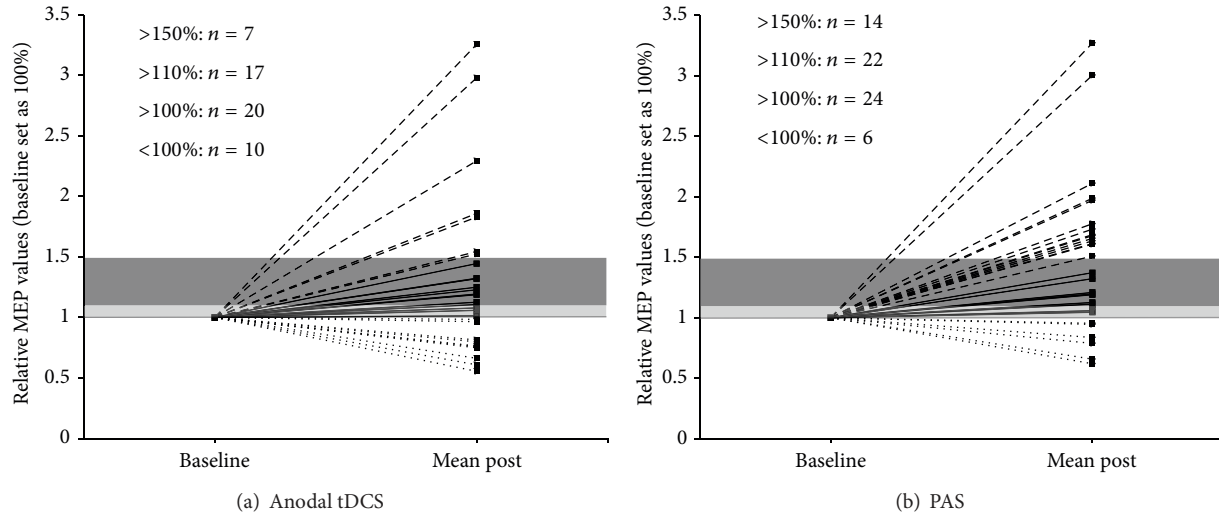 Relative MEP values (baseline set as 100%)
3.5
3
2.5
2
1.5
1
0.5
0
>150%: n = 7
>110%: n = 17
>100%: n = 20
<100%: n = 10
Baseline
Mean post
(a) Anodal tDCS
Relative MEP values (baseline set as 100%)
3.5
3
2.5
2
1.5
1
0.5
0
>150%: n = 14
>110%: n = 22
>100%: n = 24
<100%: n = 6
Baseline
Mean post
(b) PAS